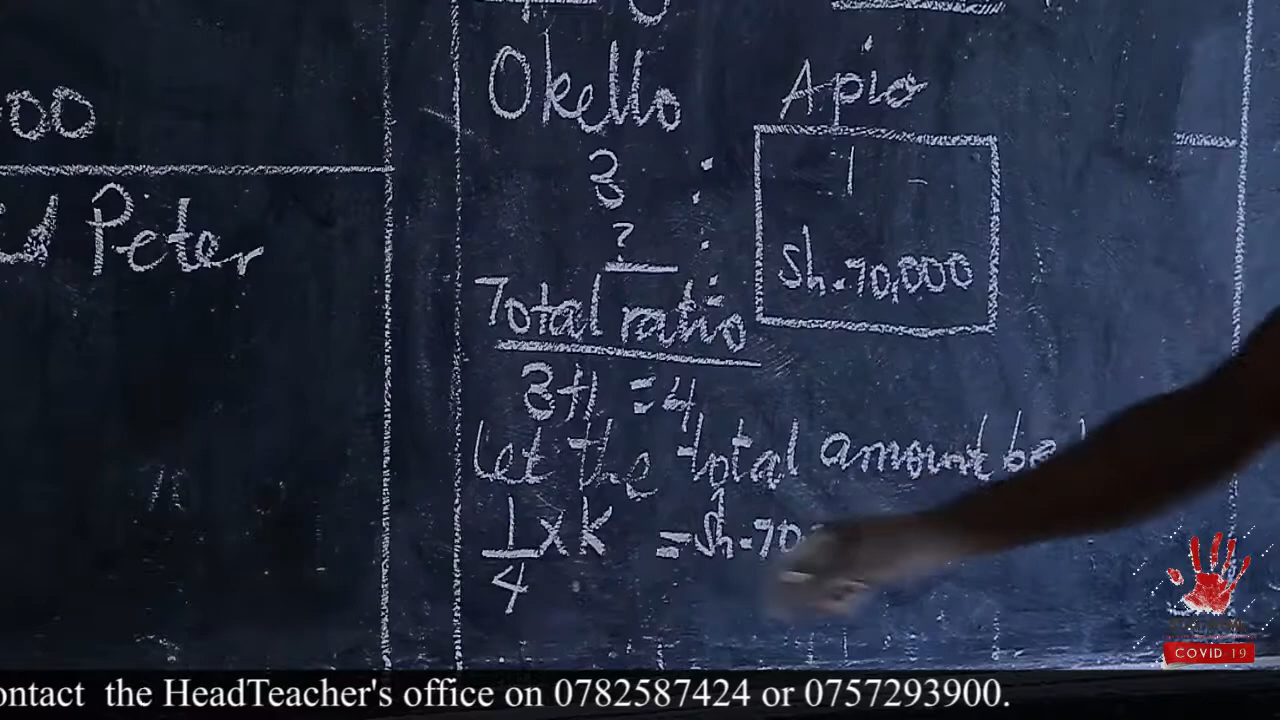 00
Peter
Okello Apio
3 : 1
? : Sh.70,000
Total ratio
3+1 = 4
Let the total amount be
1/4 x K = Sh.70
ontact the HeadTeacher's office on 0782587424 or 0757293900.
COVID-19